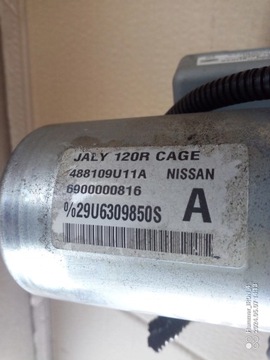 JALY 120R CAGE
488109U11A NISSAN
6900000816
%29U6309850S A